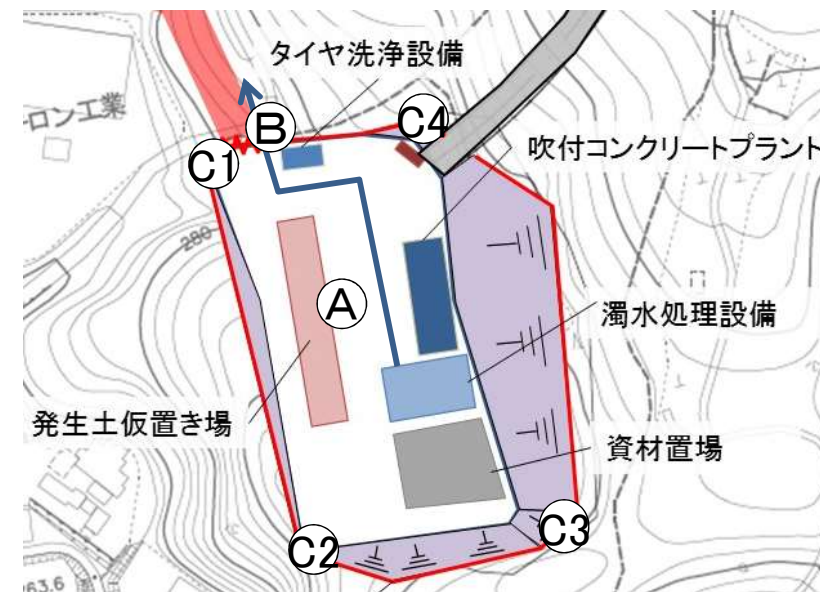 タイヤ洗浄設備
ロン工業
B
C4
C1
吹付コンクリートプラント
280
A
濁水処理設備
発生土仮置き場
資材置場
C2
C3
63.6